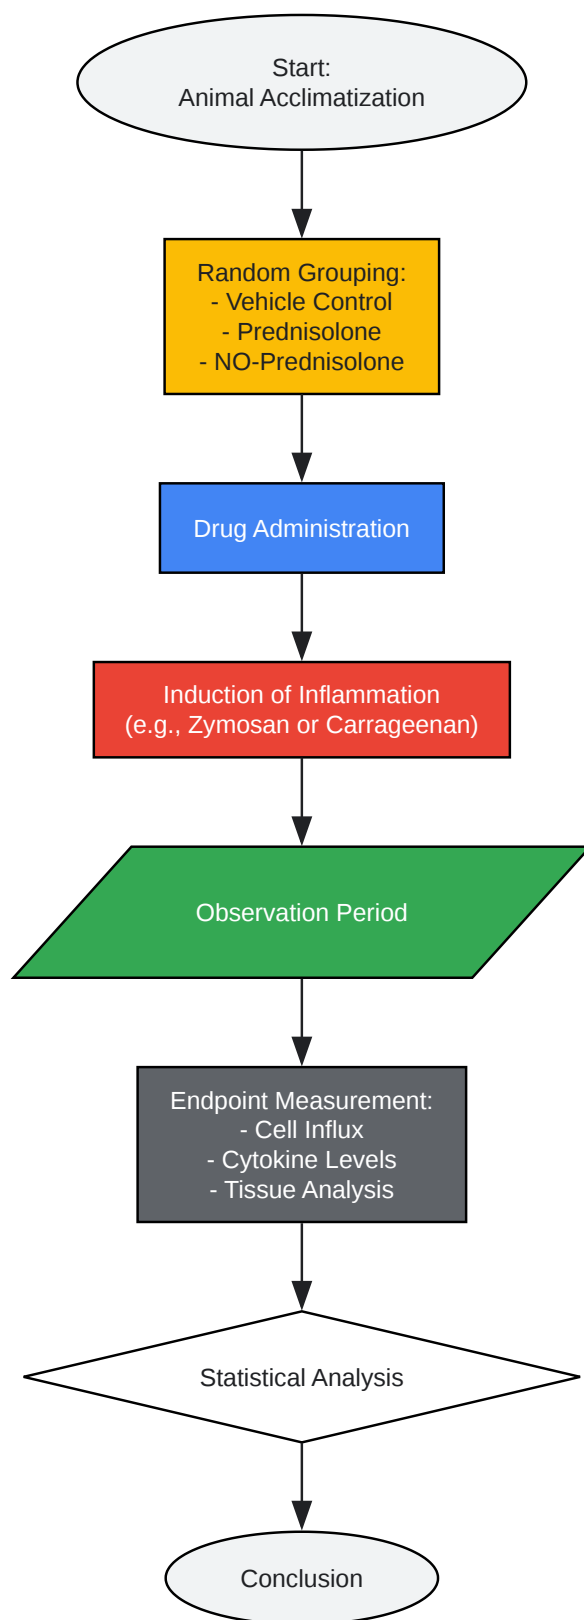 Start:
Animal Acclimatization
Random Grouping:
- Vehicle Control
- Prednisolone
- NO-Prednisolone
Drug Administration
Induction of Inflammation
(e.g., Zymosan or Carrageenan)
Observation Period
Endpoint Measurement:
- Cell Influx
- Cytokine Levels
- Tissue Analysis
Statistical Analysis
Conclusion